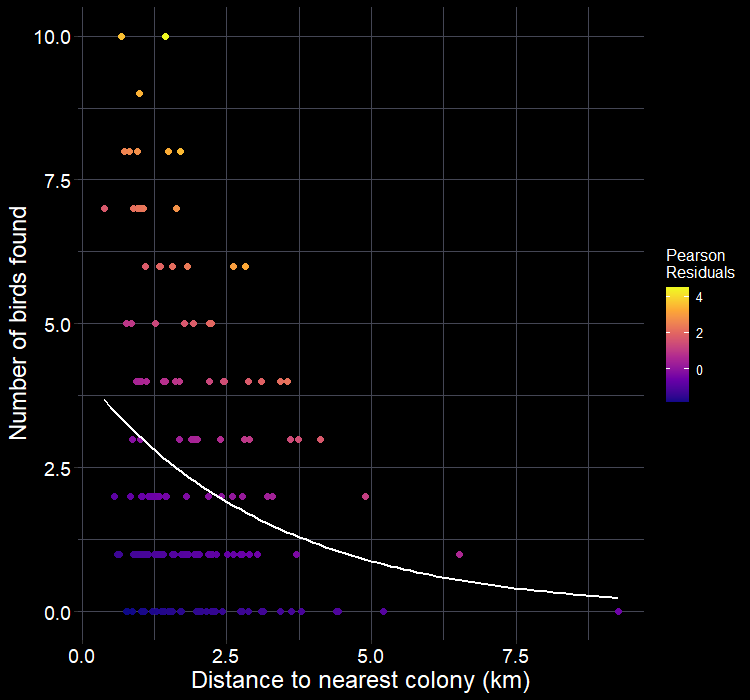 10.0
7.5
5.0
2.5
0.0
Number of birds found
0.0 2.5 5.0 7.5
Distance to nearest colony (km)
Pearson
Residuals
4
2
0